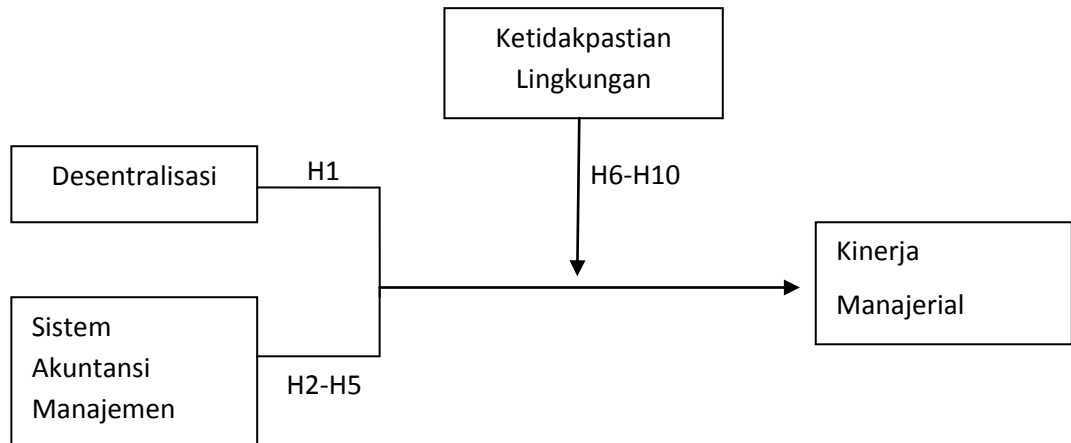 Ketidakpastian
Lingkungan
Desentralisasi
H1
H6-H10
Kinerja
Manajerial
Sistem
Akuntansi
Manajemen
H2-H5